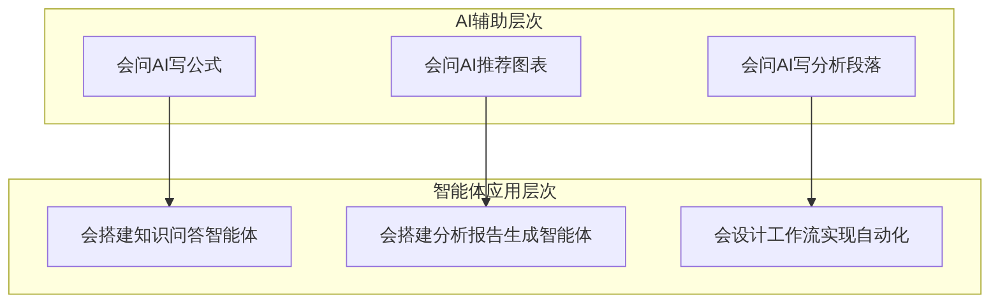 AI辅助层次
会问AI写公式
会问AI推荐图表
会问AI写分析段落
智能体应用层次
会搭建知识问答智能体
会搭建分析报告生成智能体
会设计工作流实现自动化